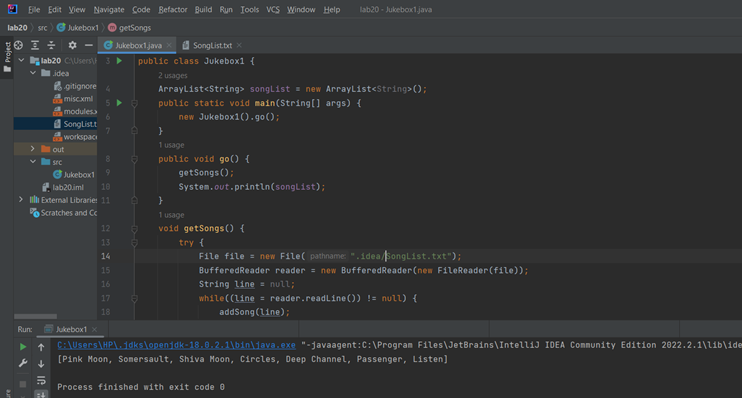 File Edit View Navigate Code Refactor Build Run Tools VCS Window Help lab20 - Jukebox1.java
lab20 src Jukebox1 getSongs
Project
Jukebox1.java SongList.txt
lab20 C:\Users\H
.idea
.gitignore
misc.xml
modules.x
SongList.t
workspace
out
src
Jukebox1
lab20.iml
External Libraries
Scratches and Co
3 public class Jukebox1 {
2 usages
4 ArrayList<String> songList = new ArrayList<String>();
5 public static void main(String[] args) {
6 new Jukebox1().go();
7 }
1 usage
8 public void go() {
9 getSongs();
10 System.out.println(songList);
11 }
1 usage
12 void getSongs() {
13 try {
14 File file = new File( pathname: ".idea/SongList.txt");
15 BufferedReader reader = new BufferedReader(new FileReader(file));
16 String line = null;
17 while((line = reader.readLine()) != null) {
18 addSong(line);
Run: Jukebox1
C:\Users\HP\.jdks\openjdk-18.0.2.1\bin\java.exe "-javaagent:C:\Program Files\JetBrains\IntelliJ IDEA Community Edition 2022.2.1\lib\ide
[Pink Moon, Somersault, Shiva Moon, Circles, Deep Channel, Passenger, Listen]
Process finished with exit code 0